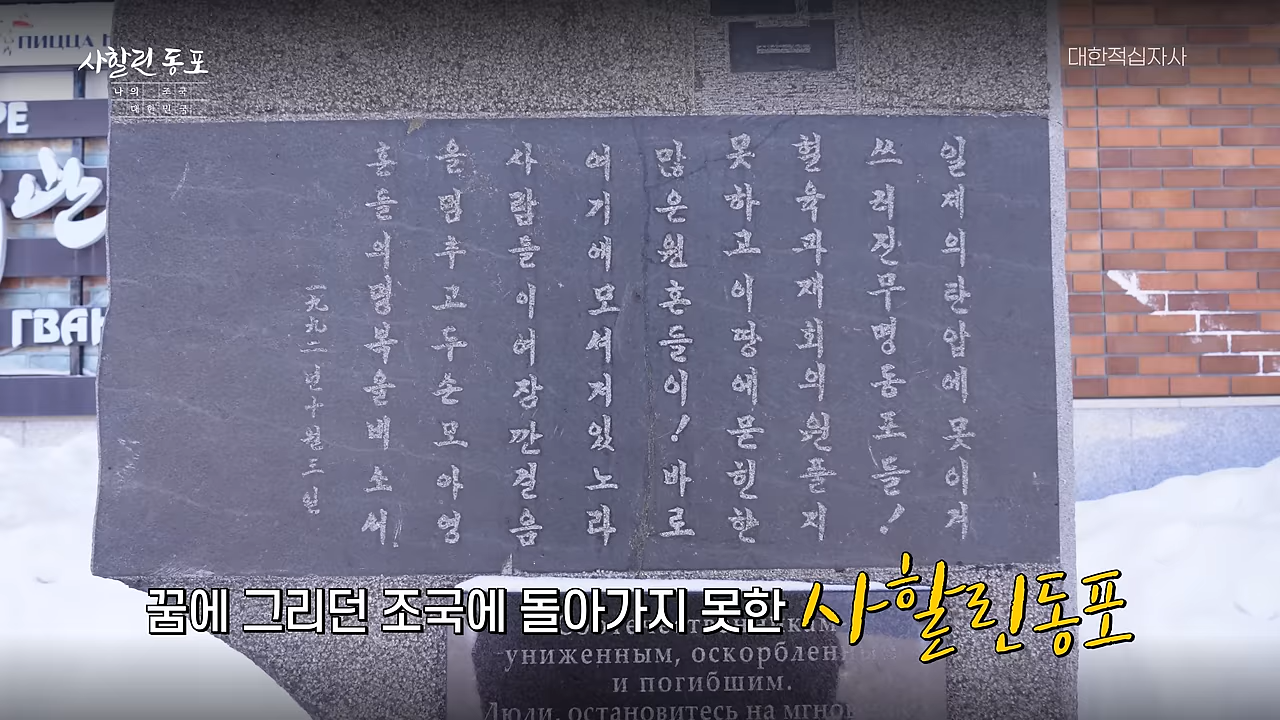 ПИЦЦА
사할린 동포
나의 조국
대한민국
대한적십자사
일제의탄압에못이겨
쓰러진무명동포들!
혈육과재회의원풀지
못하고이땅에묻힌한
많은원혼들이!바로
여기에모셔저있노라
사람들이여잠깐걸음
을멈추고두손모아영
혼들의명복을비소서!
一九九二년十월三일
꿈에 그리던 조국에 돌아가지 못한 사할린동포
униженным,
и погибшим.
Люди, остановитесь на